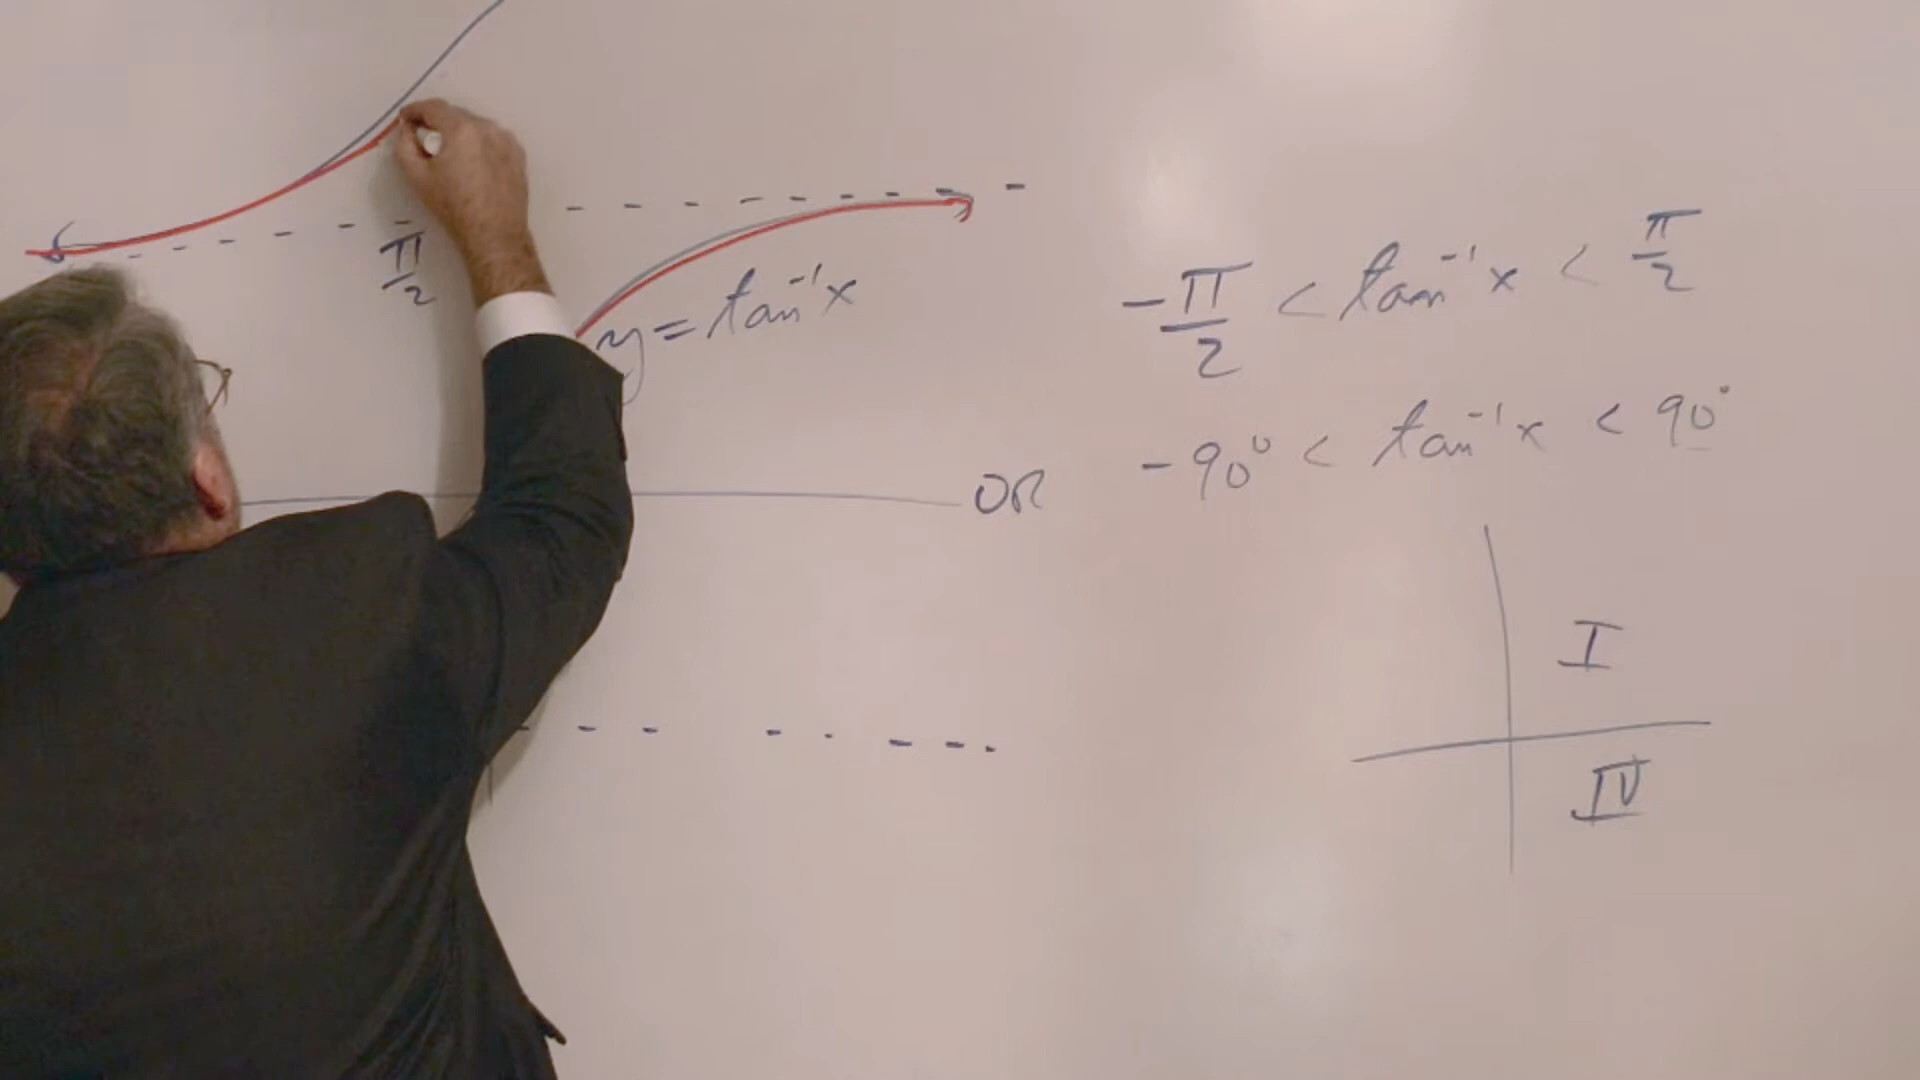 π/2
y = tan⁻¹x
-π/2 < tan⁻¹x < π/2
-90° < tan⁻¹x < 90°
OR
I
IV